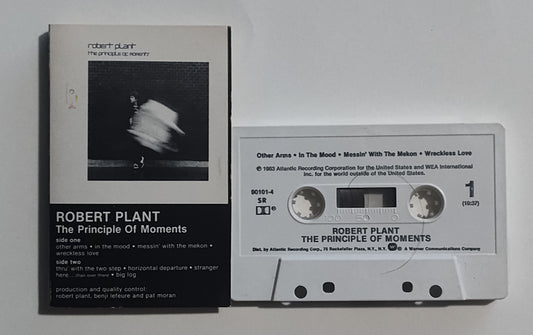 robert plant
the principle of moments
ROBERT PLANT
The Principle Of Moments
side one
other arms • in the mood • messin' with the mekon •
wreckless love
side two
thru' with the two step • horizontal departure • stranger
here... than over there • big log
production and quality control:
robert plant, benji lefevre and pat moran
Other Arms • In The Mood • Messin' With The Mekon • Wreckless Love
℗ 1983 Atlantic Recording Corporation for the United States and WEA International
Inc. for the world outside of the United States.
90101-4
SR
1
(19:37)
100 50 0
ROBERT PLANT
THE PRINCIPLE OF MOMENTS
Dist. by Atlantic Recording Corp., 75 Rockefeller Plaza, N.Y., N.Y. © A Warner Communications Company